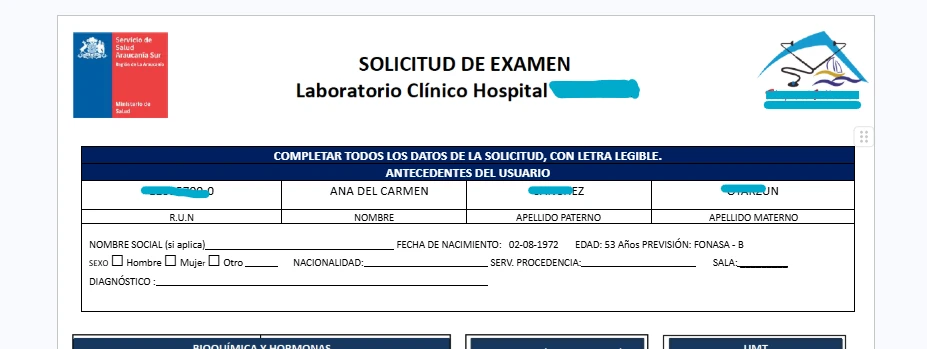 Servicio de
Salud
Araucanía Sur
Región de La Araucanía
Ministerio de
Salud
SOLICITUD DE EXAMEN
Laboratorio Clínico Hospital
COMPLETAR TODOS LOS DATOS DE LA SOLICITUD, CON LETRA LEGIBLE.
ANTECEDENTES DEL USUARIO
ANA DEL CARMEN
R.U.N NOMBRE APELLIDO PATERNO APELLIDO MATERNO
NOMBRE SOCIAL (si aplica) FECHA DE NACIMIENTO: 02-08-1972 EDAD: 53 Años PREVISIÓN: FONASA - B
SEXO Hombre Mujer Otro NACIONALIDAD: SERV. PROCEDENCIA: SALA:
DIAGNÓSTICO :
BIOQUÍMICA Y HORMONAS UMT